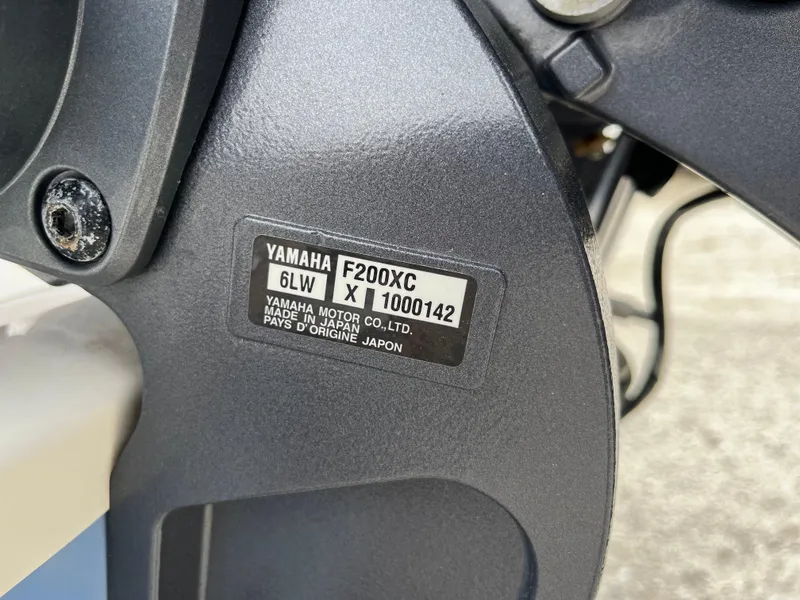 YAMAHA F200XC
6LW X 1000142
YAMAHA MOTOR CO.,LTD.
MADE IN JAPAN
PAYS D'ORIGINE JAPON